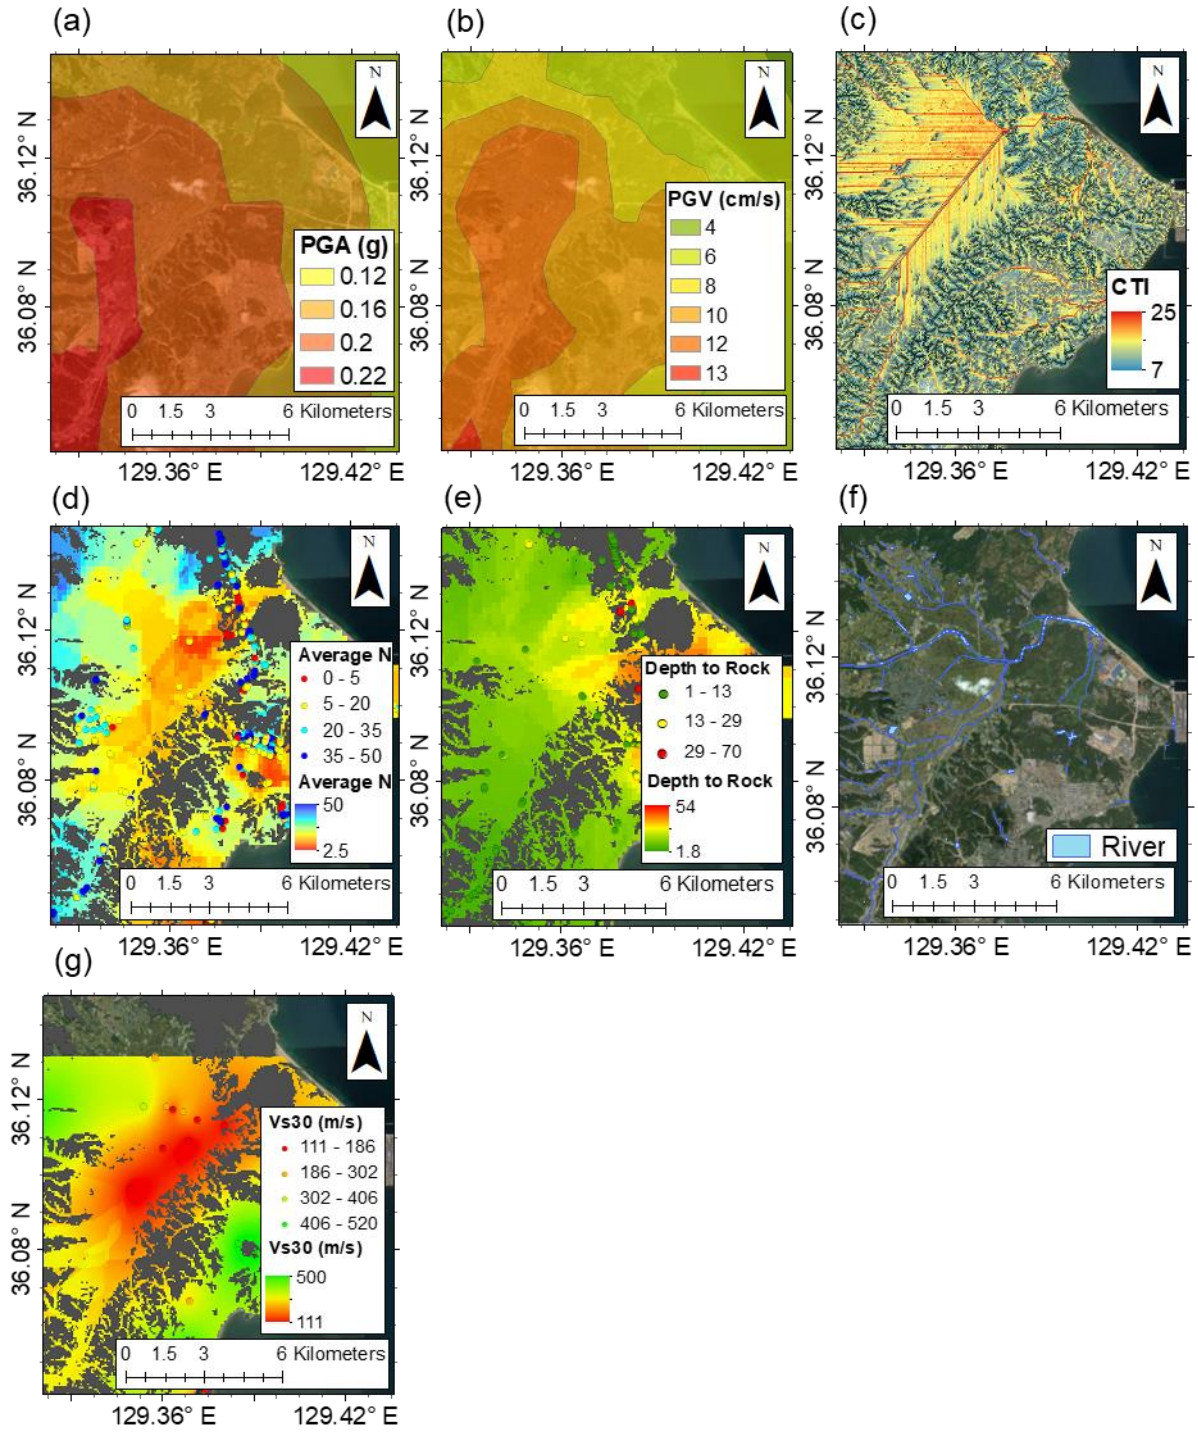 (a)
N
36.12° N
36.08° N
PGA (g)
0.12
0.16
0.2
0.22
0 1.5 3 6 Kilometers
129.36° E 129.42° E
(b)
N
36.12° N
36.08° N
PGV (cm/s)
4
6
8
10
12
13
0 1.5 3 6 Kilometers
129.36° E 129.42° E
(c)
N
36.12° N
36.08° N
CTI
25
7
0 1.5 3 6 Kilometers
129.36° E 129.42° E
(d)
N
36.12° N
36.08° N
Average N
0 - 5
5 - 20
20 - 35
35 - 50
Average N
50
2.5
0 1.5 3 6 Kilometers
129.36° E 129.42° E
(e)
N
36.12° N
36.08° N
Depth to Rock
1 - 13
13 - 29
29 - 70
Depth to Rock
54
1.8
0 1.5 3 6 Kilometers
129.36° E 129.42° E
(f)
N
36.12° N
36.08° N
River
0 1.5 3 6 Kilometers
129.36° E 129.42° E
(g)
N
36.12° N
36.08° N
Vs30 (m/s)
111 - 186
186 - 302
302 - 406
406 - 520
Vs30 (m/s)
500
111
0 1.5 3 6 Kilometers
129.36° E 129.42° E